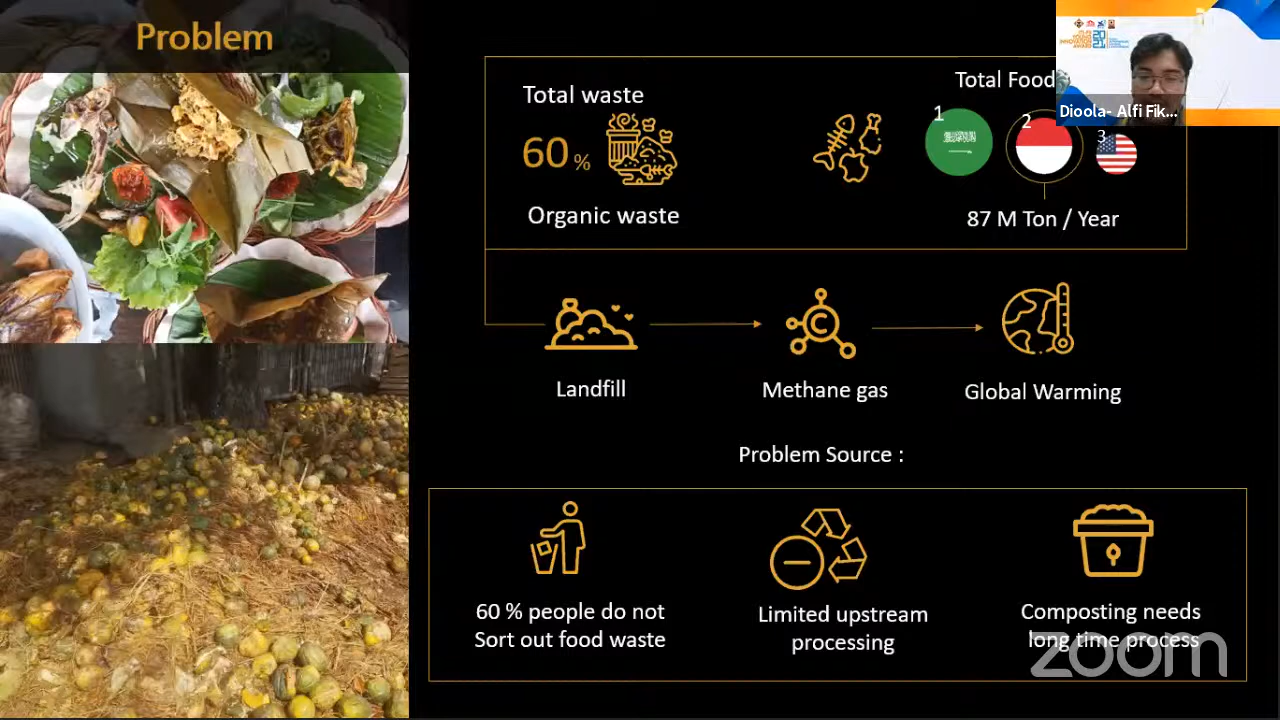 Problem
Total waste
60 %
Organic waste
Total Food
1
2
3
87 M Ton / Year
Landfill
C
Methane gas
Global Warming
Problem Source :
60 % people do not
Sort out food waste
Limited upstream
processing
Composting needs
long time process
zoom
2021
Dioola- Alfi Fik...